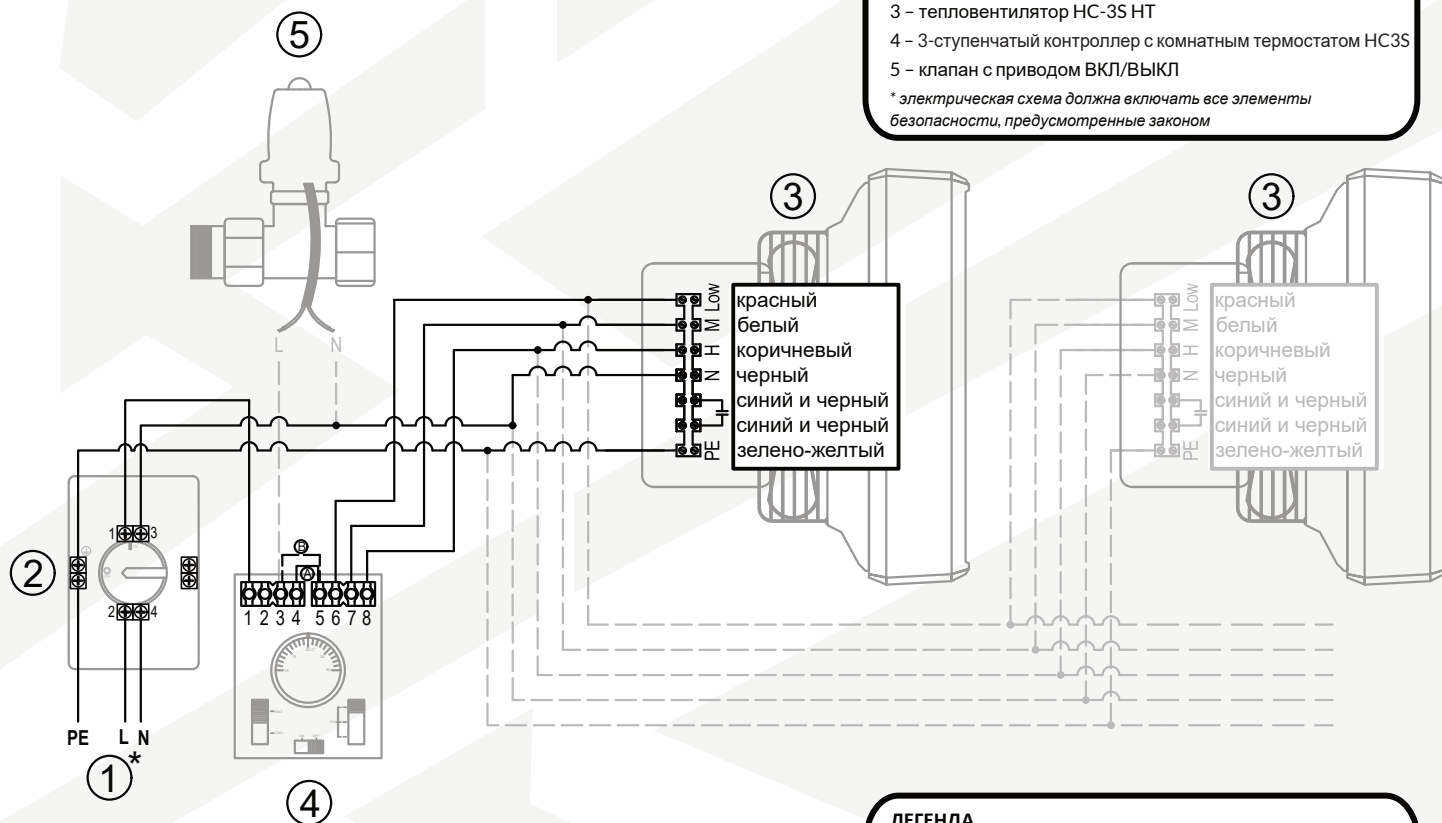 3 – тепловентилятор HC-3S HT
4 – 3-ступенчатый контроллер с комнатным термостатом HC3S
5 – клапан с приводом ВКЛ/ВЫКЛ
* электрическая схема должна включать все элементы
безопасности, предусмотренные законом
5
3
3
Low красный
M белый
H коричневый
N черный
синий и черный
синий и черный
PE зелено-желтый
Low красный
M белый
H коричневый
N черный
синий и черный
синий и черный
PE зелено-желтый
L N
1 3
2
2 4
B
A
1 2 3 4 5 6 7 8
PE L N
1*
4
ЛЕГЕНДА